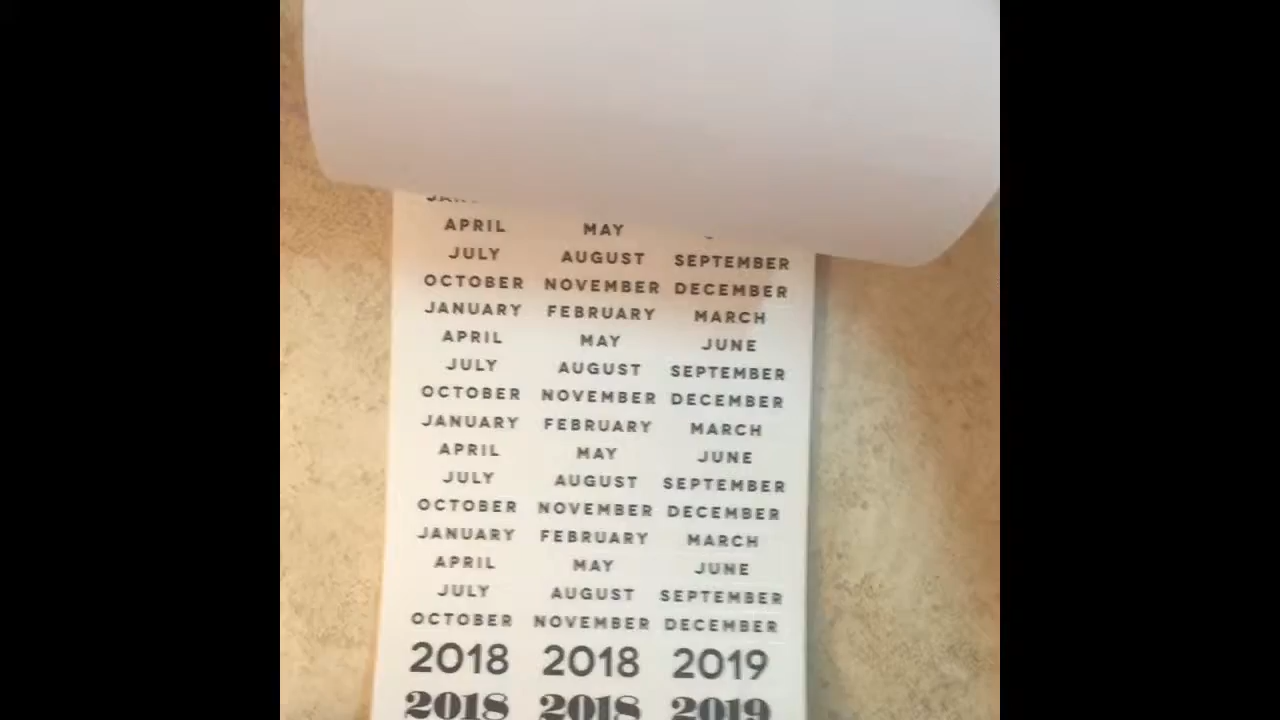 APRIL MAY
JULY AUGUST SEPTEMBER
OCTOBER NOVEMBER DECEMBER
JANUARY FEBRUARY MARCH
APRIL MAY JUNE
JULY AUGUST SEPTEMBER
OCTOBER NOVEMBER DECEMBER
JANUARY FEBRUARY MARCH
APRIL MAY JUNE
JULY AUGUST SEPTEMBER
OCTOBER NOVEMBER DECEMBER
JANUARY FEBRUARY MARCH
APRIL MAY JUNE
JULY AUGUST SEPTEMBER
OCTOBER NOVEMBER DECEMBER
2018 2018 2019
2018 2018 2019